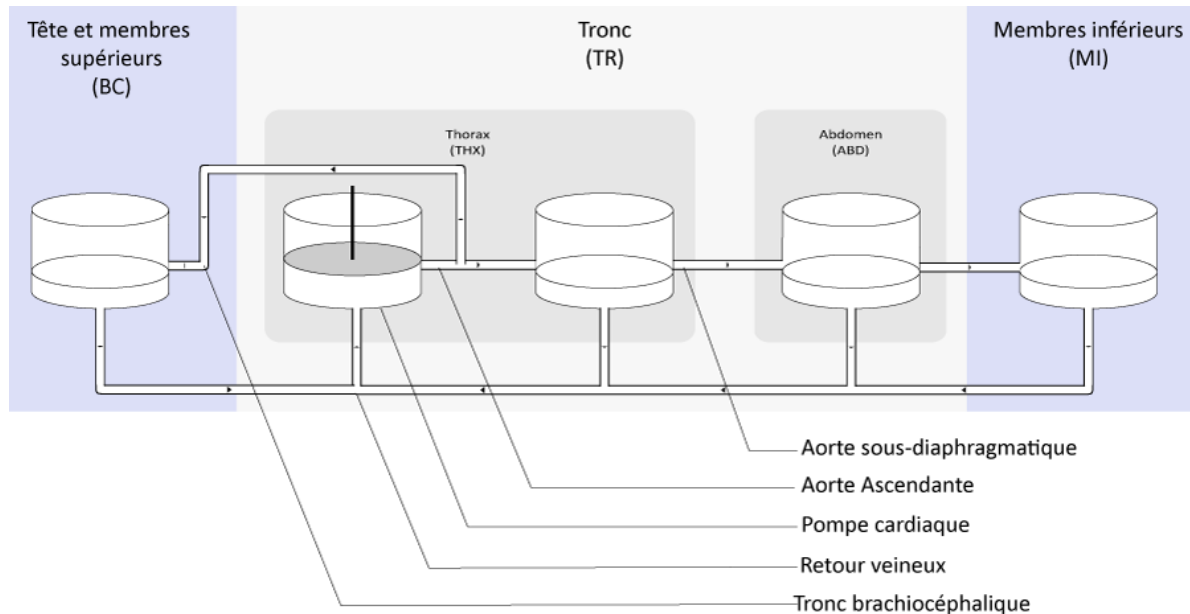 Tête et membres
supérieurs
(BC)
Tronc
(TR)
Membres inférieurs
(MI)
Thorax
(THX)
Abdomen
(ABD)
Aorte sous-diaphragmatique
Aorte Ascendante
Pompe cardiaque
Retour veineux
Tronc brachiocéphalique